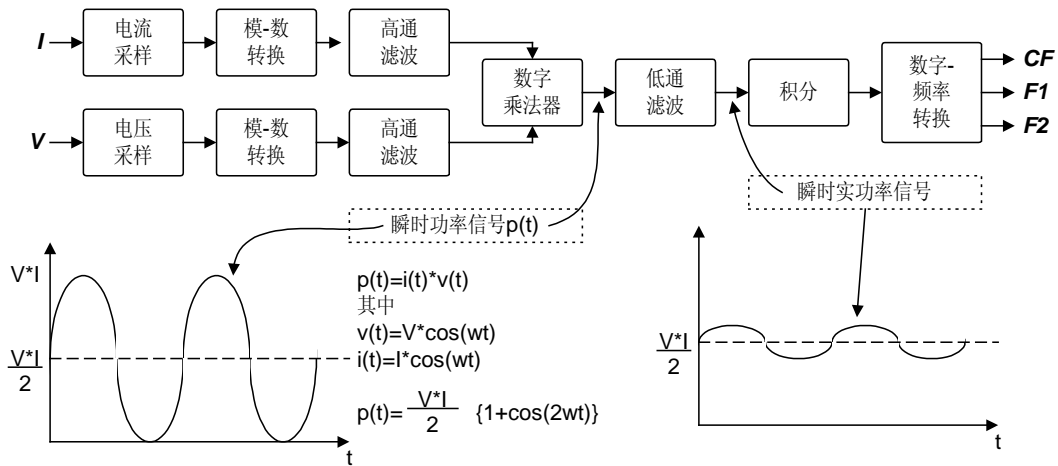 I
电流
采样
模-数
转换
高通
滤波
数字
乘法器
低通
滤波
积分
数字-
频率
转换
CF
F1
F2
V
电压
采样
模-数
转换
高通
滤波
瞬时功率信号p(t)
瞬时实功率信号
V*I
V*I
2
t
p(t)=i(t)*v(t)
其中
v(t)=V*cos(wt)
i(t)=I*cos(wt)
p(t)= V*I
2 {1+cos(2wt)}
V*I
2
t